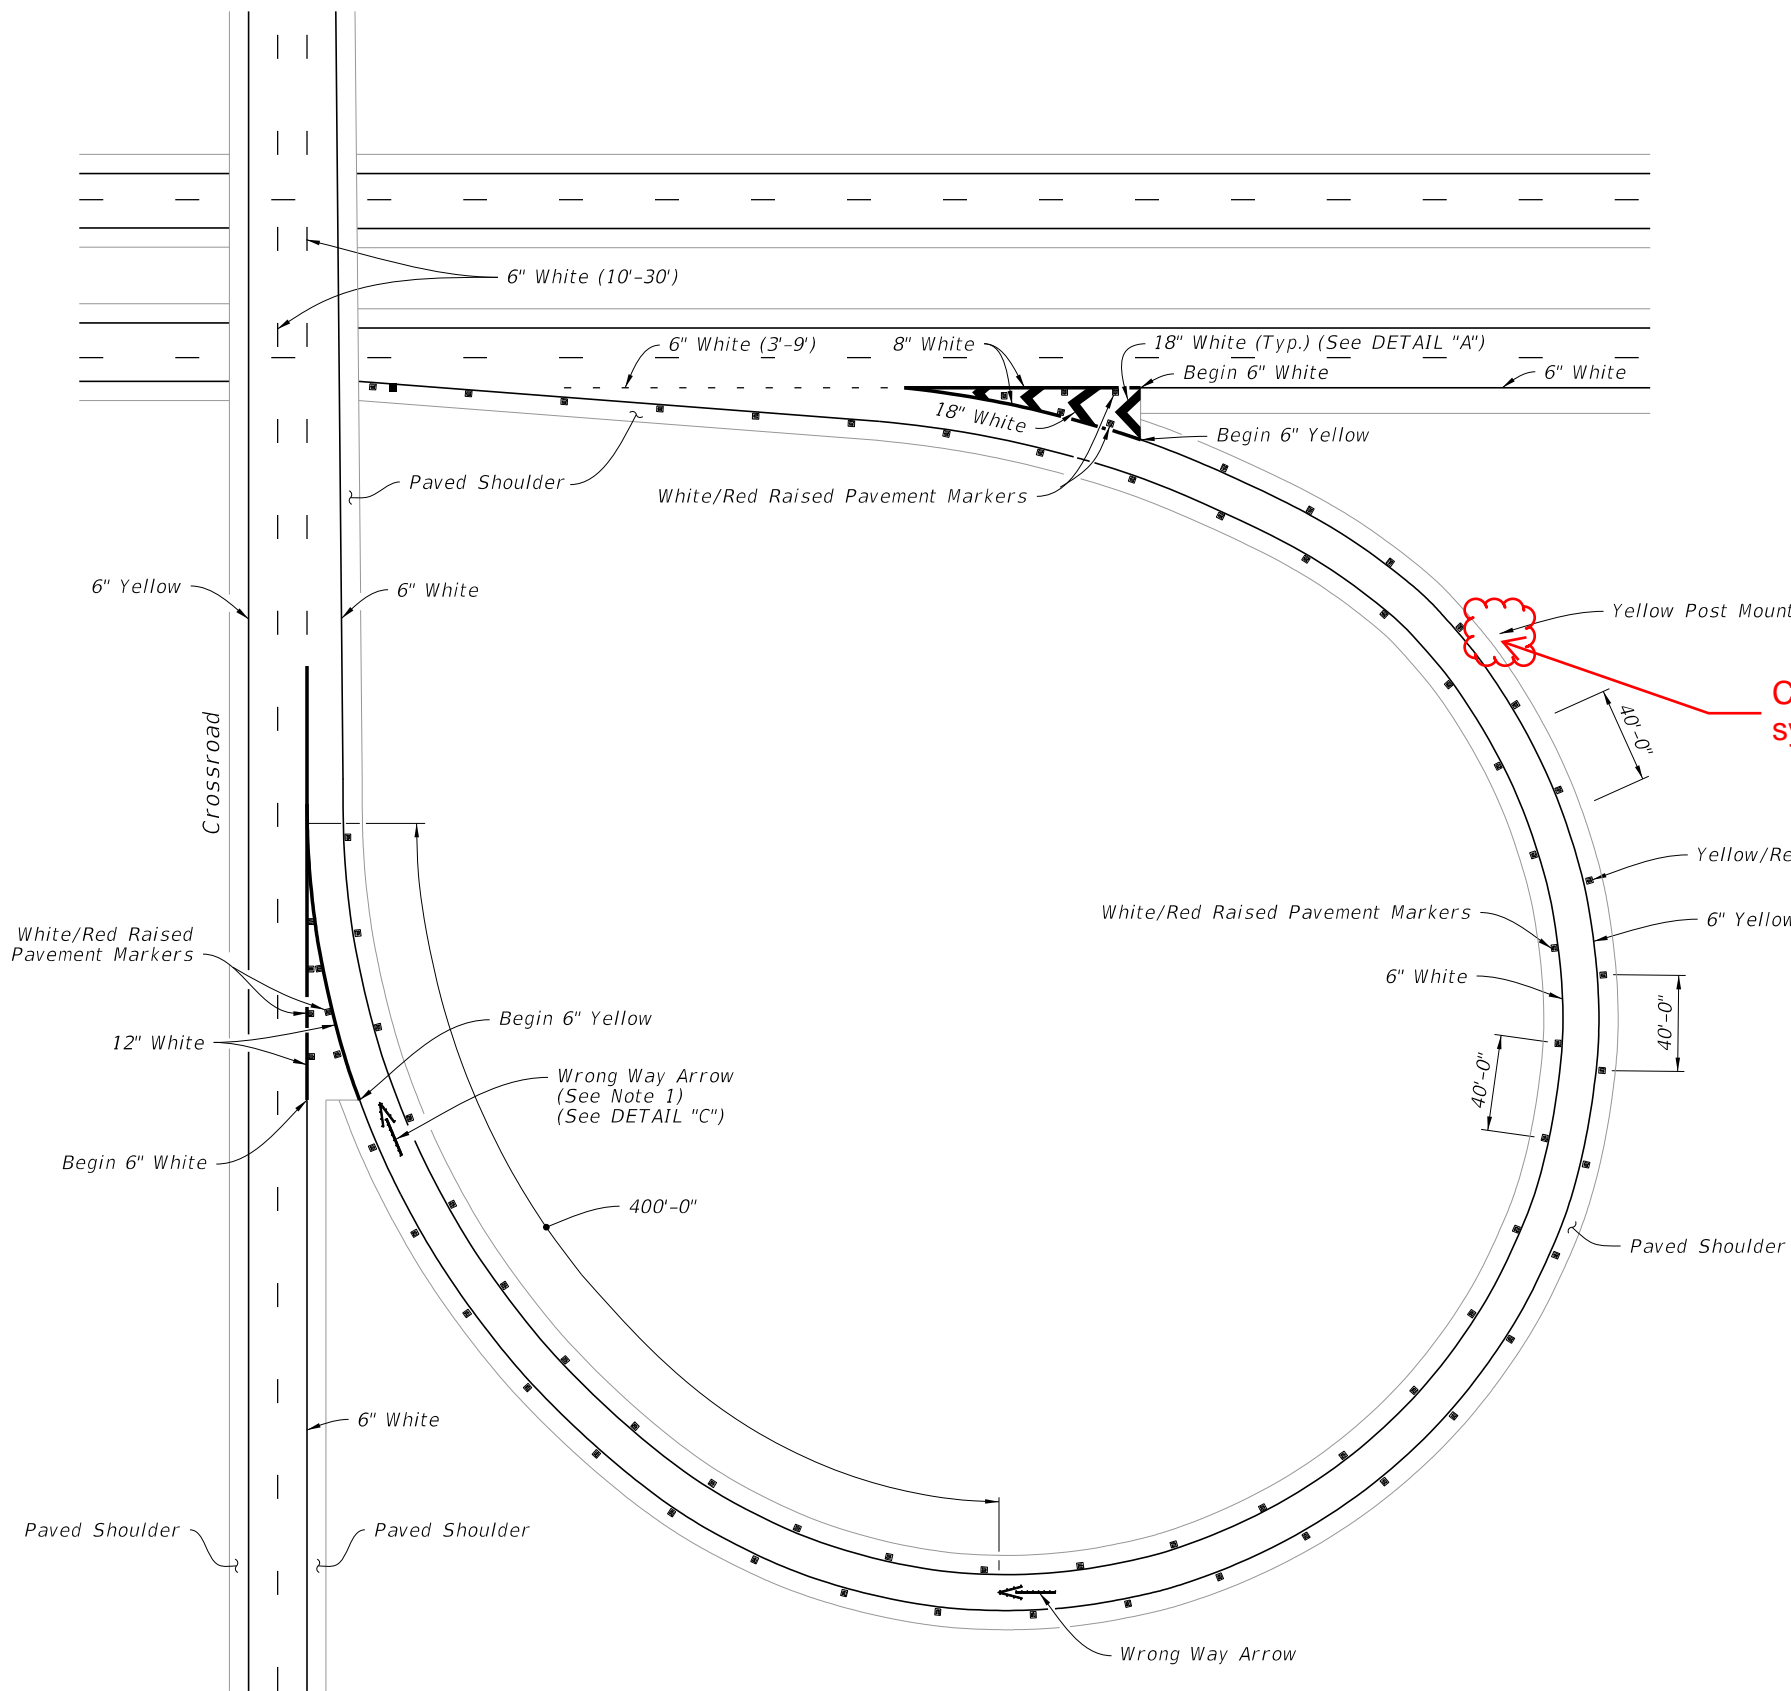 6" White (10'-30')
6" White (3'-9')
8" White
18" White (Typ.) (See DETAIL "A")
Begin 6" White
6" White
18" White
Begin 6" Yellow
Paved Shoulder
White/Red Raised Pavement Markers
6" Yellow
6" White
Yellow Post
40'-0"
Crossroad
White/Red Raised
Pavement Markers
12" White
Begin 6" White
Begin 6" Yellow
Wrong Way Arrow
(See Note 1)
(See DETAIL "C")
400'-0"
White/Red Raised Pavement Markers
6" White
6" Yellow
40'-0"
40'-0"
Paved Shoulder
6" White
Paved Shoulder
Paved Shoulder
Wrong Way Arrow